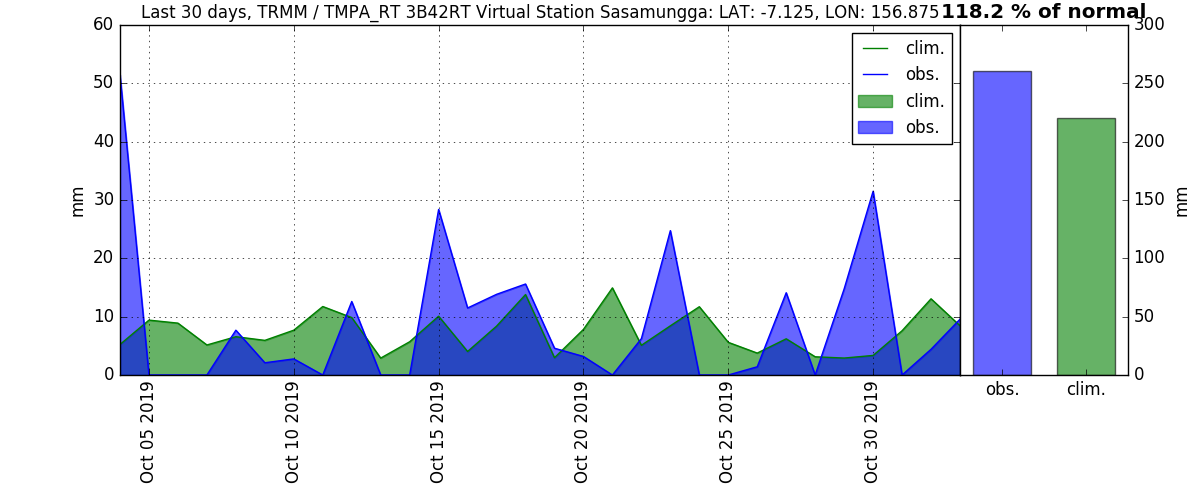 Last 30 days, TRMM / TMPA_RT 3B42RT Virtual Station Sasamungga: LAT: -7.125, LON: 156.875
118.2 % of normal
60
50
40
30
20
10
0
mm
clim.
obs.
clim.
obs.
Oct 05 2019
Oct 10 2019
Oct 15 2019
Oct 20 2019
Oct 25 2019
Oct 30 2019
300
250
200
150
100
50
0
mm
obs.
clim.